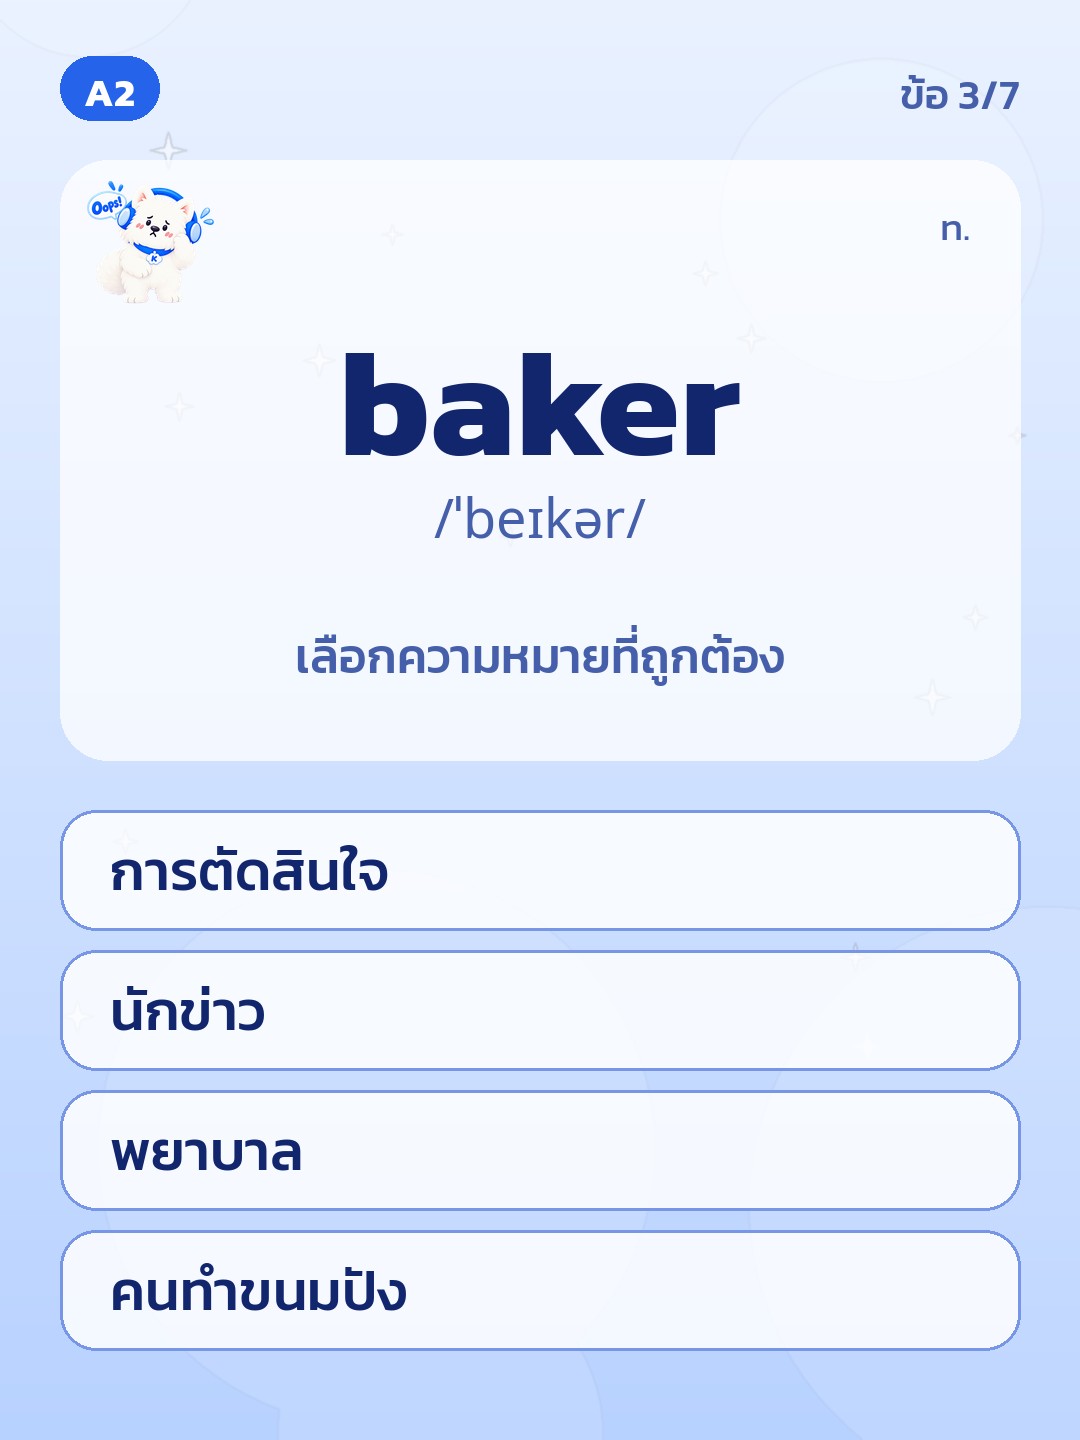 A2
ข้อ 3/7
Oops!
n.
K
baker
/ˈbeɪkər/
เลือกความหมายที่ถูกต้อง
การตัดสินใจ
นักข่าว
พยาบาล
คนทำขนมปัง